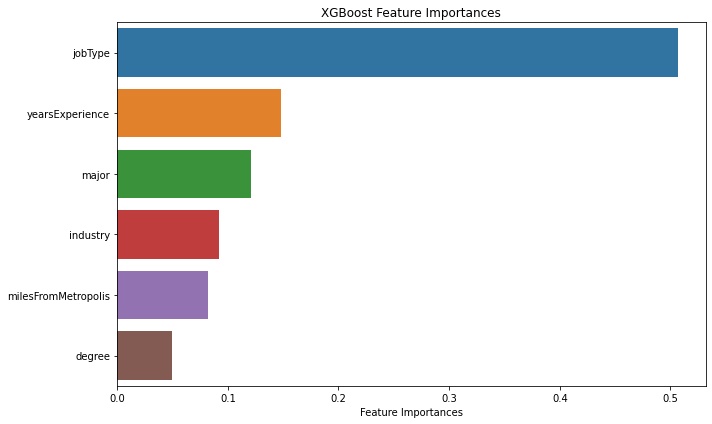 XGBoost Feature Importances
jobType
yearsExperience
major
industry
milesFromMetropolis
degree
0.0 0.1 0.2 0.3 0.4 0.5
Feature Importances